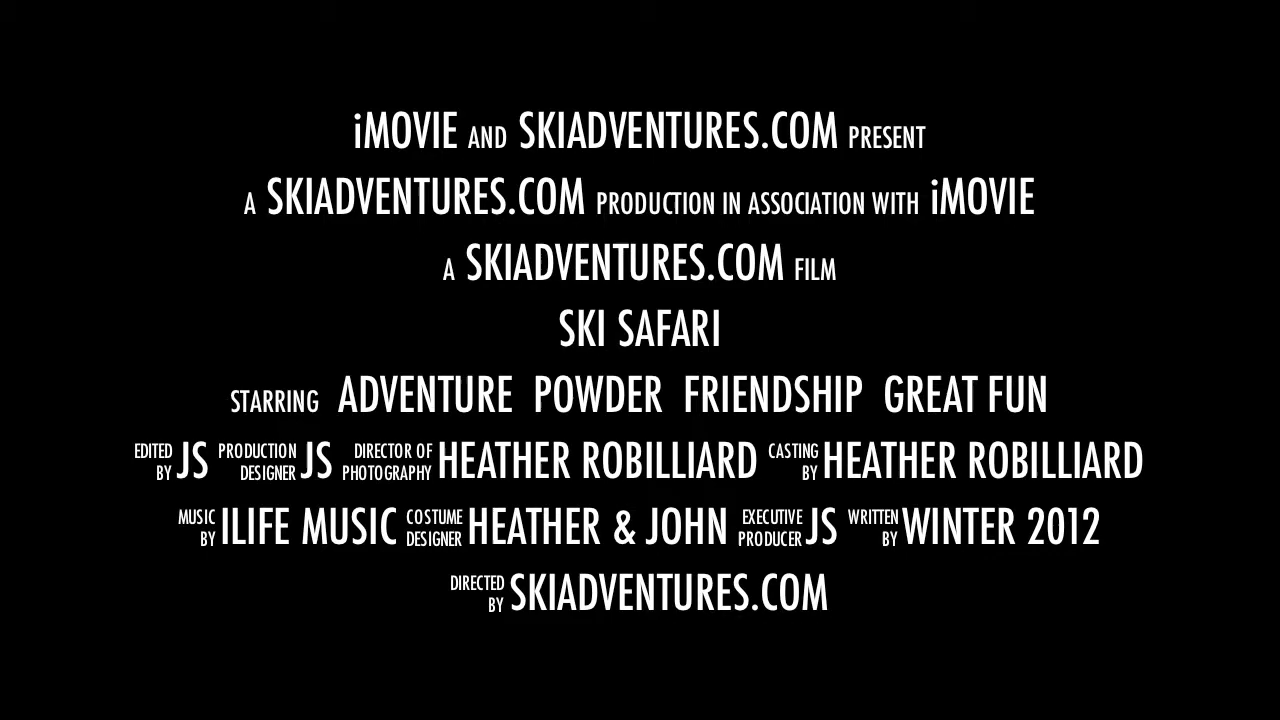 iMOVIE AND SKIADVENTURES.COM PRESENT
A SKIADVENTURES.COM PRODUCTION IN ASSOCIATION WITH iMOVIE
A SKIADVENTURES.COM FILM
SKI SAFARI
STARRING ADVENTURE POWDER FRIENDSHIP GREAT FUN
EDITED BY JS PRODUCTION DESIGNER JS DIRECTOR OF PHOTOGRAPHY HEATHER ROBILLIARD CASTING BY HEATHER ROBILLIARD
MUSIC BY ILIFE MUSIC COSTUME DESIGNER HEATHER & JOHN EXECUTIVE PRODUCER JS WRITTEN BY WINTER 2012
DIRECTED BY SKIADVENTURES.COM